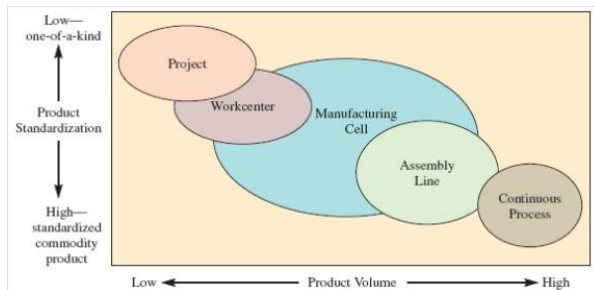 Low—
one-of-a-kind
Product
Standardization
High—
standardized
commodity
product
Project
Workcenter
Manufacturing
Cell
Assembly
Line
Continuous
Process
Low
Product Volume
High